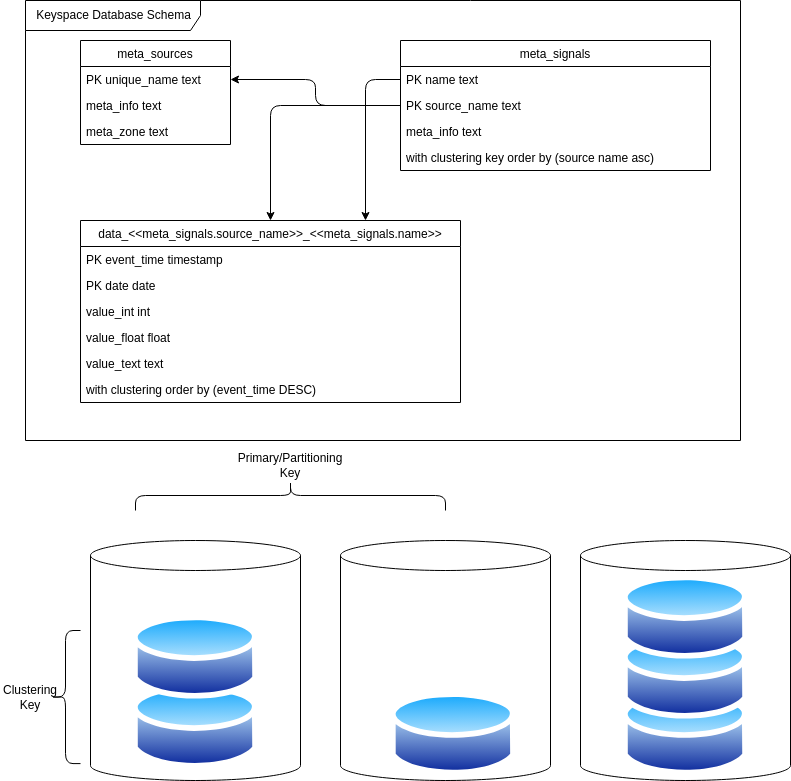 Keyspace Database Schema
meta_sources
PK unique_name text
meta_info text
meta_zone text
meta_signals
PK name text
PK source_name text
meta_info text
with clustering key order by (source name asc)
data_<<meta_signals.source_name>>_<<meta_signals.name>>
PK event_time timestamp
PK date date
value_int int
value_float float
value_text text
with clustering order by (event_time DESC)
Primary/Partitioning
Key
Clustering
Key